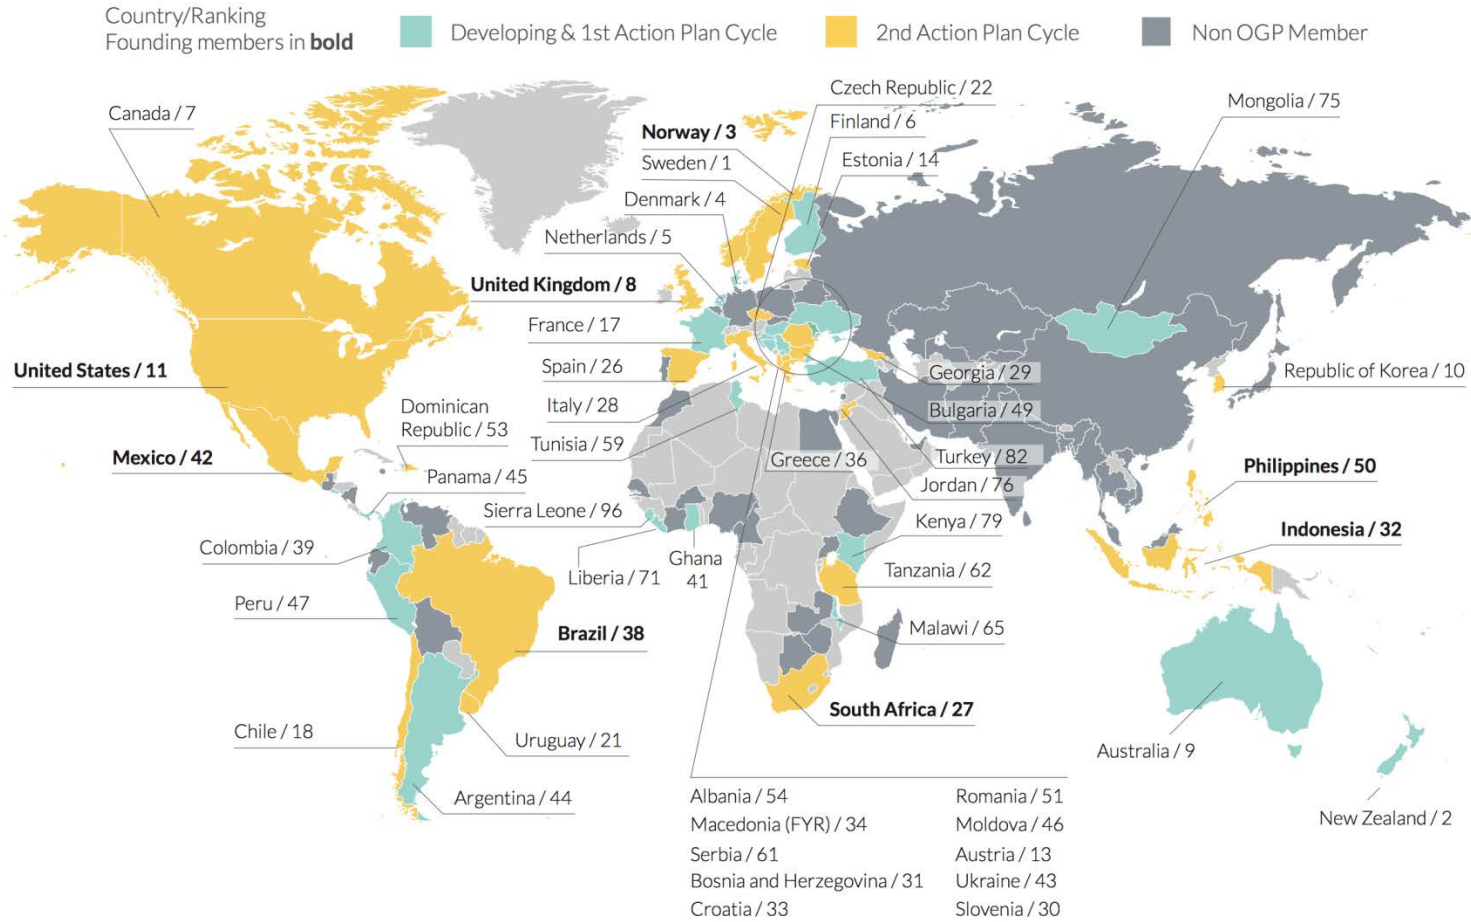 Country/Ranking
Founding members in bold
Developing & 1st Action Plan Cycle
2nd Action Plan Cycle
Non OGP Member
Canada / 7
Czech Republic / 22
Mongolia / 75
Norway / 3
Finland / 6
Sweden / 1
Estonia / 14
Denmark / 4
Netherlands / 5
United Kingdom / 8
France / 17
United States / 11
Spain / 26
Georgia / 29
Republic of Korea / 10
Dominican
Republic / 53
Italy / 28
Bulgaria / 49
Mexico / 42
Tunisia / 59
Greece / 36
Turkey / 82
Philippines / 50
Panama / 45
Jordan / 76
Sierra Leone / 96
Kenya / 79
Indonesia / 32
Colombia / 39
Liberia / 71
Ghana
41
Tanzania / 62
Peru / 47
Brazil / 38
Malawi / 65
South Africa / 27
Chile / 18
Uruguay / 21
Australia / 9
Argentina / 44
New Zealand / 2
Albania / 54
Macedonia (FYR) / 34
Serbia / 61
Bosnia and Herzegovina / 31
Croatia / 33
Romania / 51
Moldova / 46
Austria / 13
Ukraine / 43
Slovenia / 30